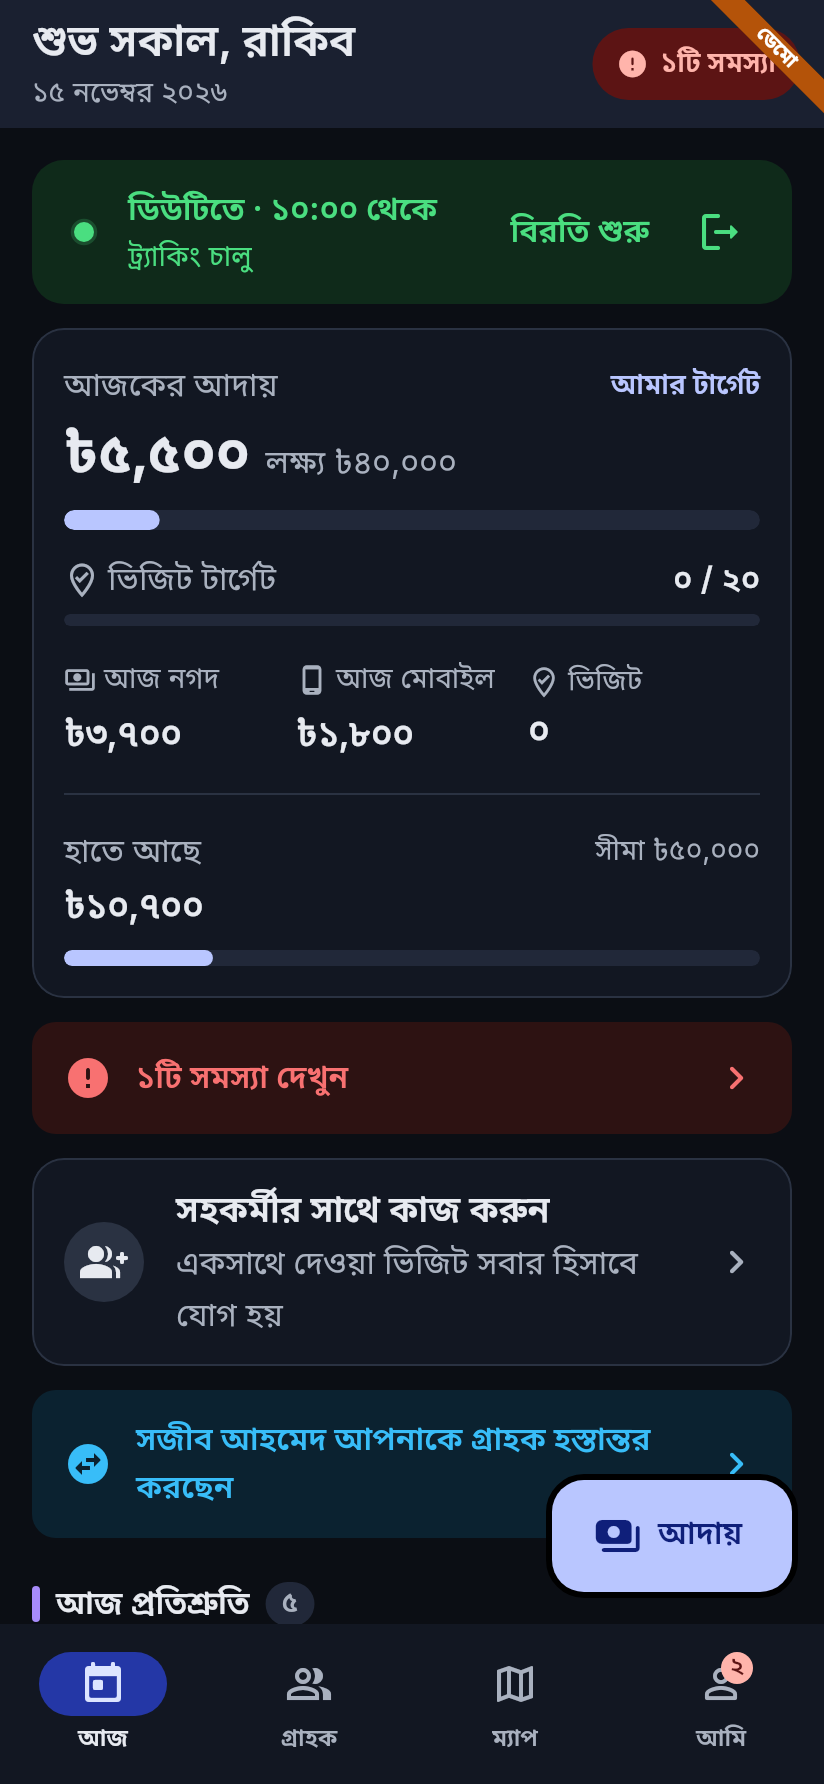 শুভ সকাল, রাকিব
১৫ নভেম্বর ২০২৬
১টি সমস্যা
ডেমো
ডিউটিতে · ১০:০০ থেকে
ট্র্যাকিং চালু
বিরতি শুরু
আজকের আদায়
আমার টার্গেট
৳৫,৫০০ লক্ষ্য ৳৪০,০০০
ভিজিট টার্গেট
০ / ২০
আজ নগদ
আজ মোবাইল
ভিজিট
৳৩,৭০০
৳১,৮০০
০
হাতে আছে
সীমা ৳৫০,০০০
৳১০,৭০০
১টি সমস্যা দেখুন
সহকর্মীর সাথে কাজ করুন
একসাথে দেওয়া ভিজিট সবার হিসাবে
যোগ হয়
সজীব আহমেদ আপনাকে গ্রাহক হস্তান্তর
করছেন
আদায়
আজ প্রতিশ্রুতি ৫
আজ
গ্রাহক
ম্যাপ
২
আমি